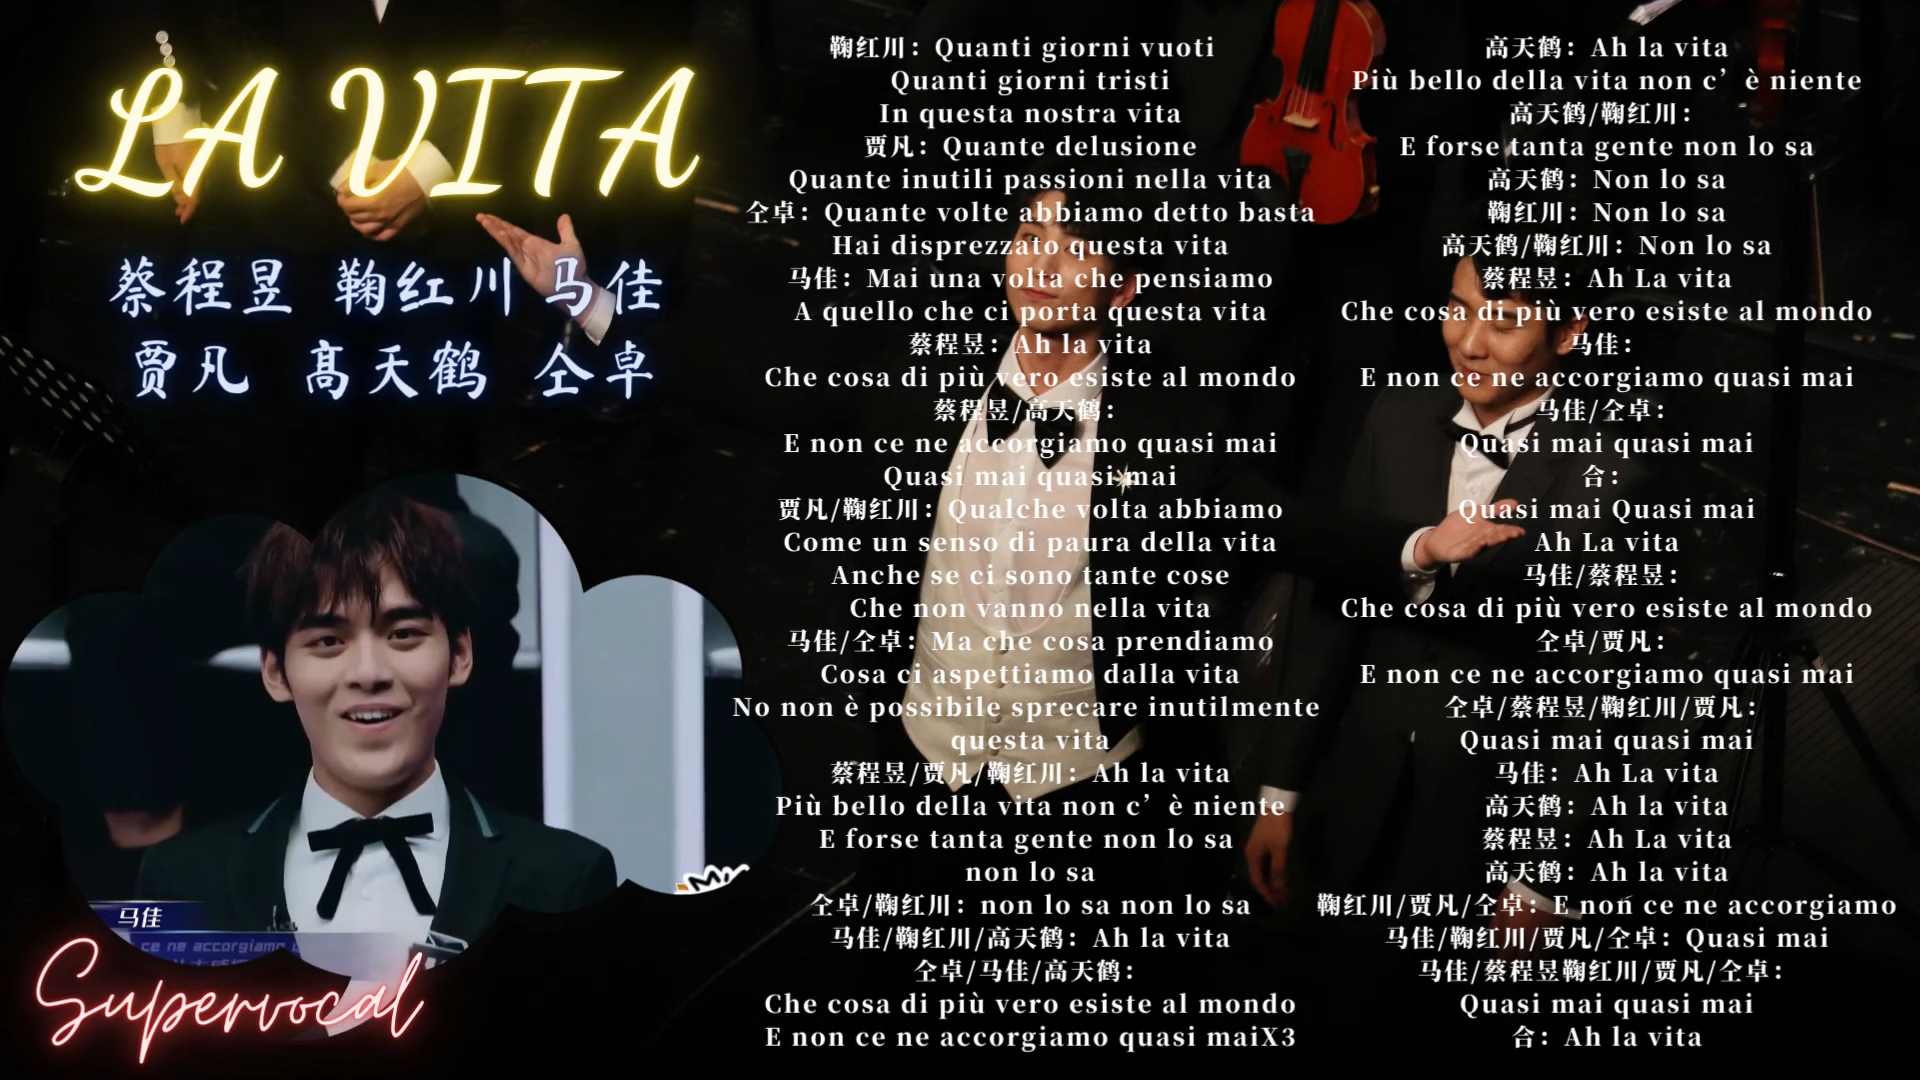 LA VITA
蔡程昱 鞠红川 马佳
贾凡 高天鹤 仝卓
马佳
ce ne accorgiamo
Supervocal
鞠红川：Quanti giorni vuoti
Quanti giorni tristi
In questa nostra vita
贾凡：Quante delusione
Quante inutili passioni nella vita
仝卓：Quante volte abbiamo detto basta
Hai disprezzato questa vita
马佳：Mai una volta che pensiamo
A quello che ci porta questa vita
蔡程昱：Ah la vita
Che cosa di più vero esiste al mondo
蔡程昱/高天鹤：
E non ce ne accorgiamo quasi mai
Quasi mai quasi mai
贾凡/鞠红川：Qualche volta abbiamo
Come un senso di paura della vita
Anche se ci sono tante cose
Che non vanno nella vita
马佳/仝卓：Ma che cosa prendiamo
Cosa ci aspettiamo dalla vita
No non è possibile sprecare inutilmente
questa vita
蔡程昱/贾凡/鞠红川：Ah la vita
Più bello della vita non c’è niente
E forse tanta gente non lo sa
non lo sa
仝卓/鞠红川：non lo sa non lo sa
马佳/鞠红川/高天鹤：Ah la vita
仝卓/马佳/高天鹤：
Che cosa di più vero esiste al mondo
E non ce ne accorgiamo quasi maiX3
高天鹤：Ah la vita
Più bello della vita non c’è niente
高天鹤/鞠红川：
E forse tanta gente non lo sa
高天鹤：Non lo sa
鞠红川：Non lo sa
高天鹤/鞠红川：Non lo sa
蔡程昱：Ah La vita
Che cosa di più vero esiste al mondo
马佳：
E non ce ne accorgiamo quasi mai
马佳/仝卓：
Quasi mai quasi mai
合：
Quasi mai Quasi mai
Ah La vita
马佳/蔡程昱：
Che cosa di più vero esiste al mondo
仝卓/贾凡：
E non ce ne accorgiamo quasi mai
仝卓/蔡程昱/鞠红川/贾凡：
Quasi mai quasi mai
马佳：Ah La vita
高天鹤：Ah la vita
蔡程昱：Ah La vita
高天鹤：Ah la vita
鞠红川/贾凡/仝卓：E non ce ne accorgiamo
马佳/鞠红川/贾凡/仝卓：Quasi mai
马佳/蔡程昱鞠红川/贾凡/仝卓：
Quasi mai quasi mai
合：Ah la vita